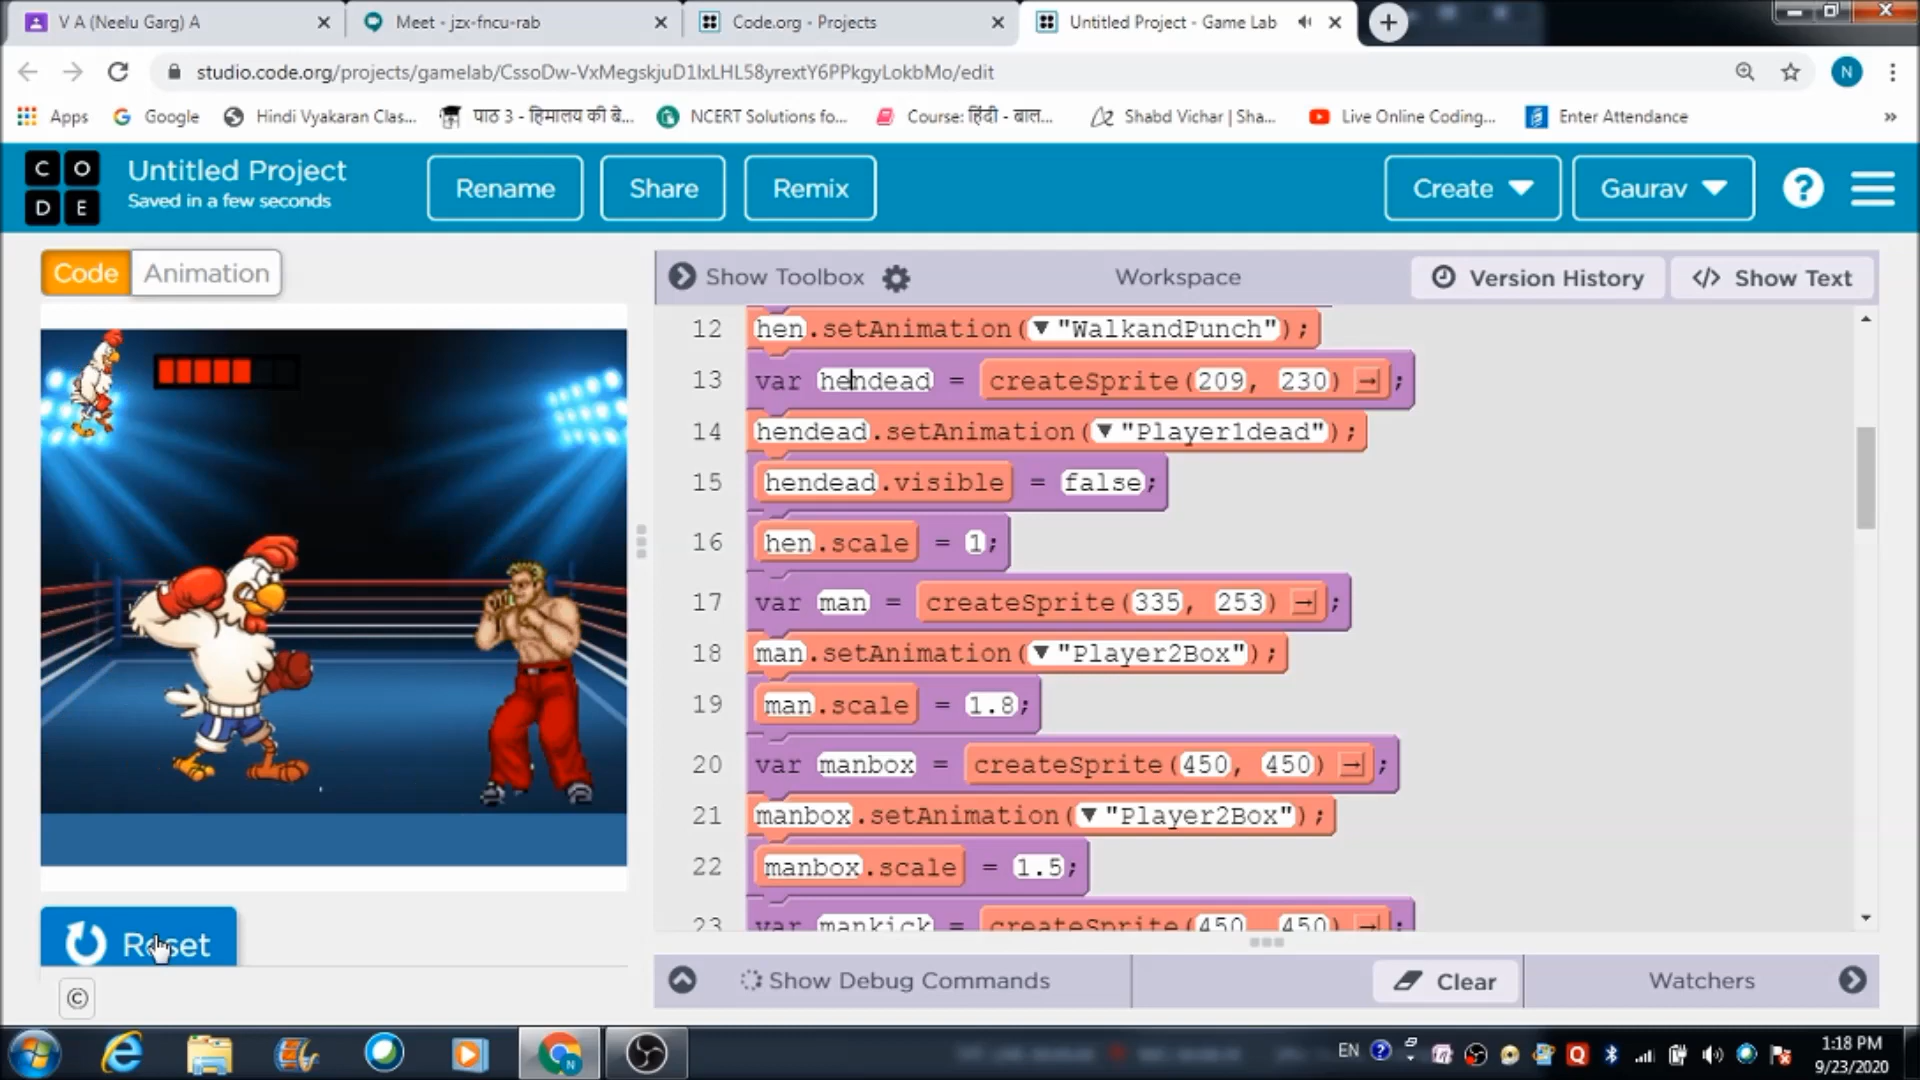 V A (Neelu Garg) A
Meet - jzx-fncu-rab
Code.org - Projects
Untitled Project - Game Lab
studio.code.org/projects/gamelab/CssoDw-VxMegskjuD1lxLHL58yrextY6PPkgyLokbMo/edit
N
Apps
Google
Hindi Vyakaran Clas...
पाठ 3 - हिमालय की बे...
NCERT Solutions fo...
Course: हिंदी - बाल...
Shabd Vichar | Sha...
Live Online Coding...
Enter Attendance
»
C O D E
Untitled Project
Saved in a few seconds
Rename
Share
Remix
Create
Gaurav
?
Code
Animation
Show Toolbox
Workspace
Version History
</> Show Text
12 hen.setAnimation(▼"WalkandPunch");
13 var hendead = createSprite(209, 230) → ;
14 hendead.setAnimation(▼"Player1dead");
15 hendead.visible = false;
16 hen.scale = 1;
17 var man = createSprite(335, 253) → ;
18 man.setAnimation(▼"Player2Box");
19 man.scale = 1.8;
20 var manbox = createSprite(450, 450) → ;
21 manbox.setAnimation(▼"Player2Box");
22 manbox.scale = 1.5;
23 var mankick = createSprite(450, 450) → ;
Reset
©
Show Debug Commands
Clear
Watchers
EN
1:18 PM
9/23/2020